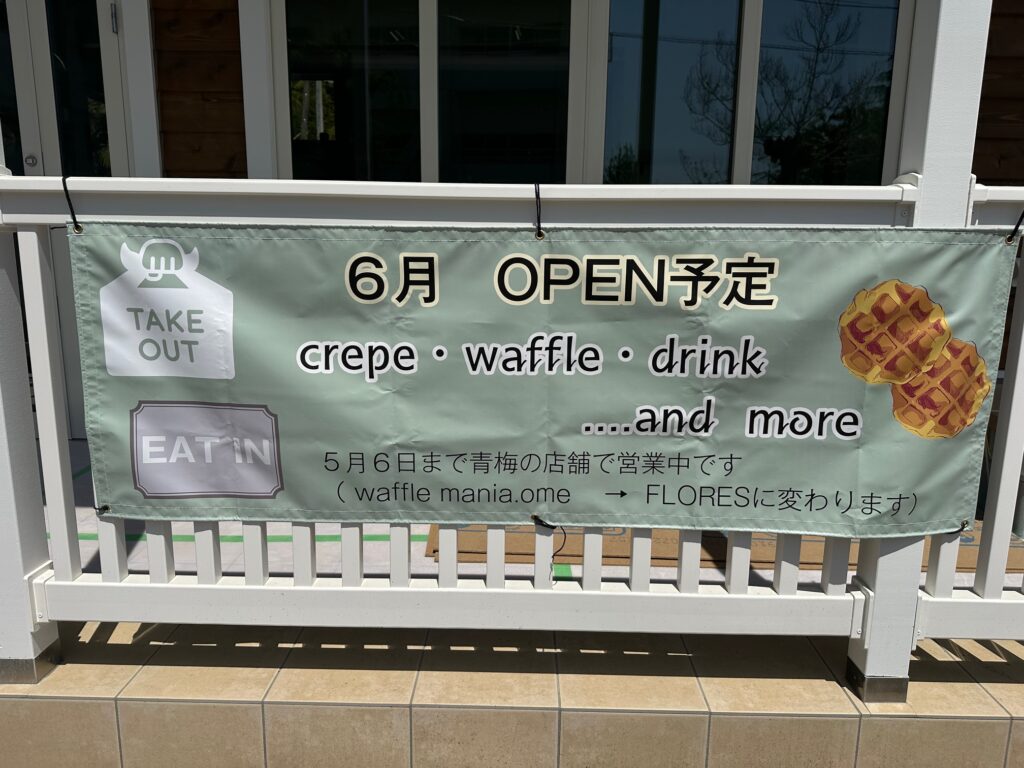 TAKE
OUT
EAT IN
６月　OPEN予定
crepe・waffle・drink
....and more
５月６日まで青梅の店舗で営業中です
（ waffle mania.ome　→ FLORESに変わります）